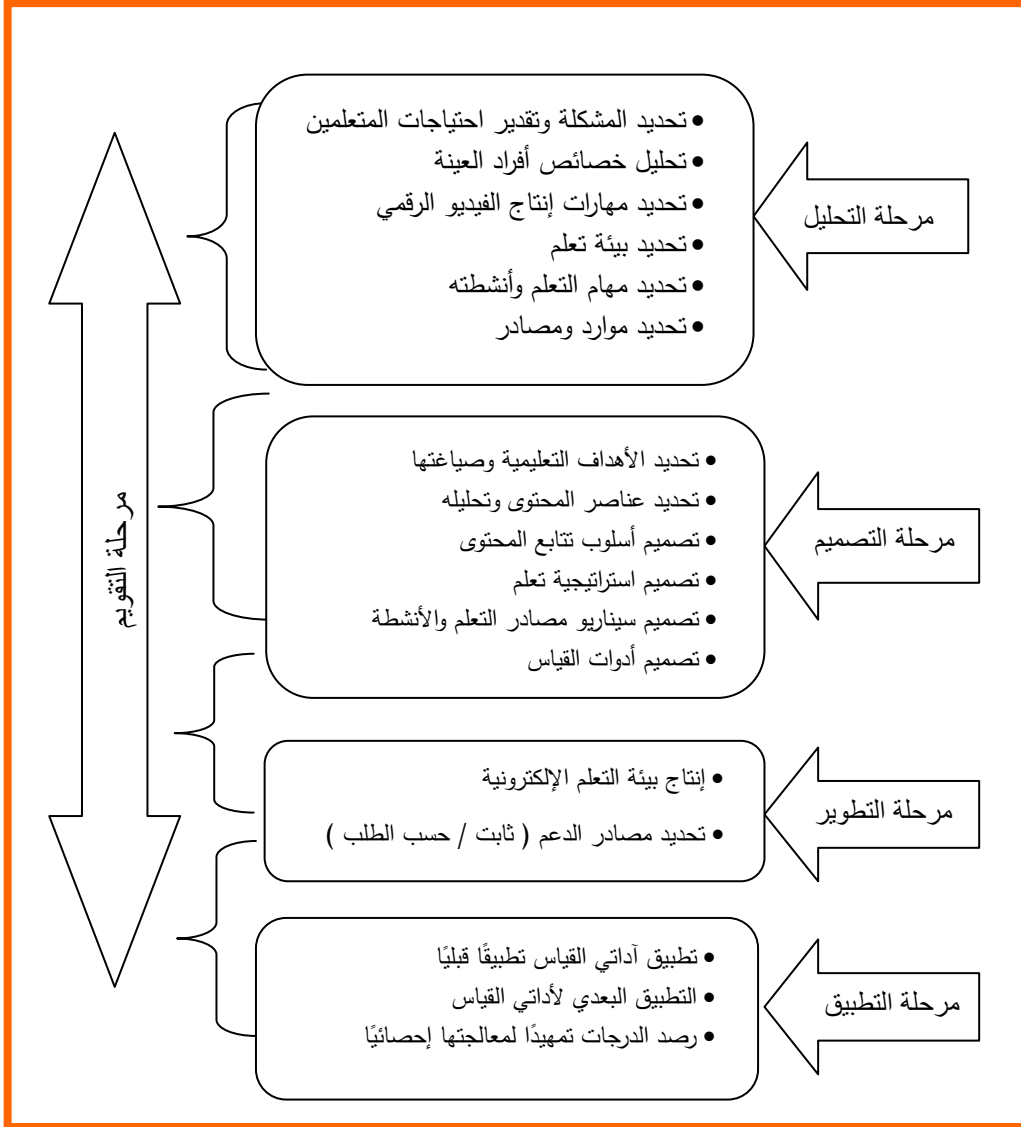 مرحلة التحليل
• تحديد المشكلة وتقدير احتياجات المتعلمين
• تحليل خصائص أفراد العينة
• تحديد مهارات إنتاج الفيديو الرقمي
• تحديد بيئة تعلم
• تحديد مهام التعلم وأنشطته
• تحديد موارد ومصادر
مرحلة التصميم
• تحديد الأهداف التعليمية وصياغتها
• تحديد عناصر المحتوى وتحليله
• تصميم أسلوب تتابع المحتوى
• تصميم استراتيجية تعلم
• تصميم سيناريو مصادر التعلم والأنشطة
• تصميم أدوات القياس
مرحلة التطوير
• إنتاج بيئة التعلم الإلكترونية
• تحديد مصادر الدعم ( ثابت / حسب الطلب )
مرحلة التطبيق
• تطبيق آداتي القياس تطبيقًا قبليًا
• التطبيق البعدي لأداتي القياس
• رصد الدرجات تمهيدًا لمعالجتها إحصائيًا
مرحلة التقويم